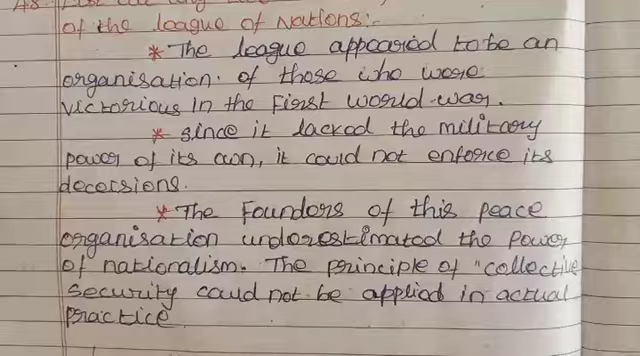 of the league of Nations:-
* The league appeared to be an
organisation. of those who were
victorious in the First world war.
* since it lacked the military
power of its own, it could not enforce its
decersions.
* The Founders of this peace
organisation underestimated the power
of nationalism. The principle of "collective
security could not be applied in actual
practice